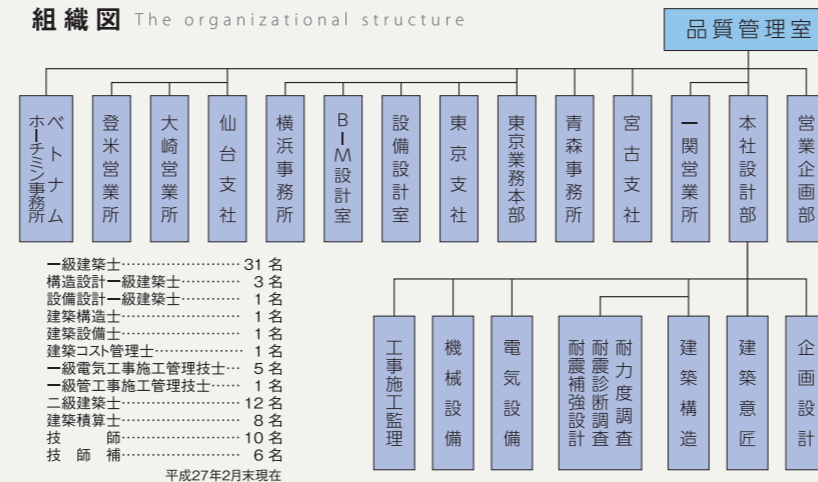 組織図 The organizational structure
品質管理室
ベトナム
ホーチミン事務所
登米営業所
大崎営業所
仙台支社
横浜事務所
BIM設計室
設備設計室
東京支社
東京業務本部
青森事務所
宮古支社
一関営業所
本社設計部
営業企画部
一級建築士……………………31名
構造設計一級建築士………… 3名
設備設計一級建築士………… 1名
建築構造士…………………… 1名
建築設備士…………………… 1名
建築コスト管理士…………… 1名
一級電気工事施工管理技士… 5名
一級管工事施工管理技士…… 1名
二級建築士……………………12名
建築積算士…………………… 8名
技　　師………………………10名
技 師 補……………………… 6名
平成27年2月末現在
工事施工監理
機械設備
電気設備
耐力度調査
耐震診断調査
耐震補強設計
建築構造
建築意匠
企画設計